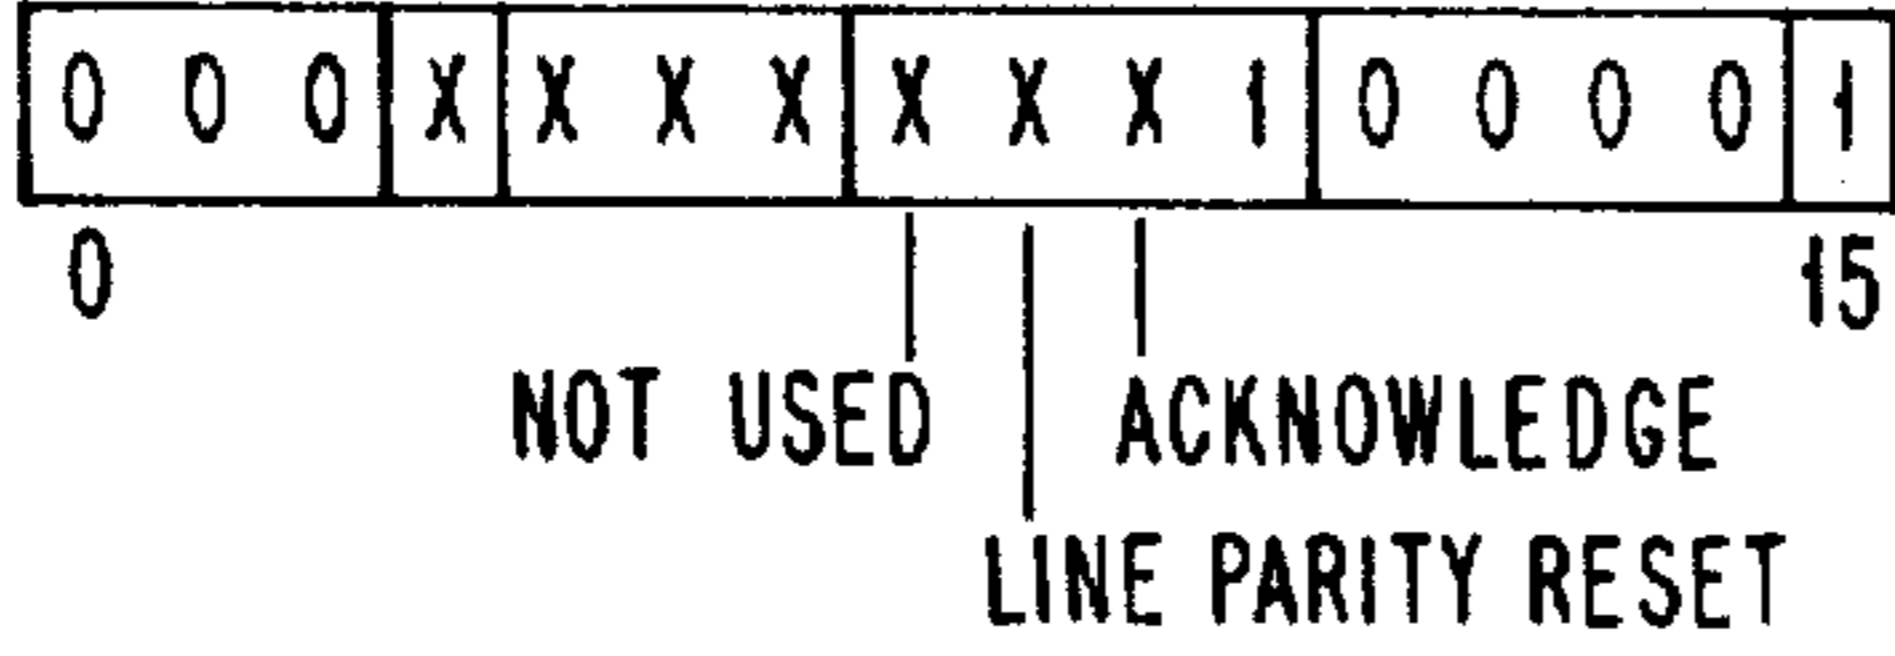 0 0 0 X X X X X X X 1 0 0 0 0 1
0 15
NOT USED ACKNOWLEDGE
LINE PARITY RESET